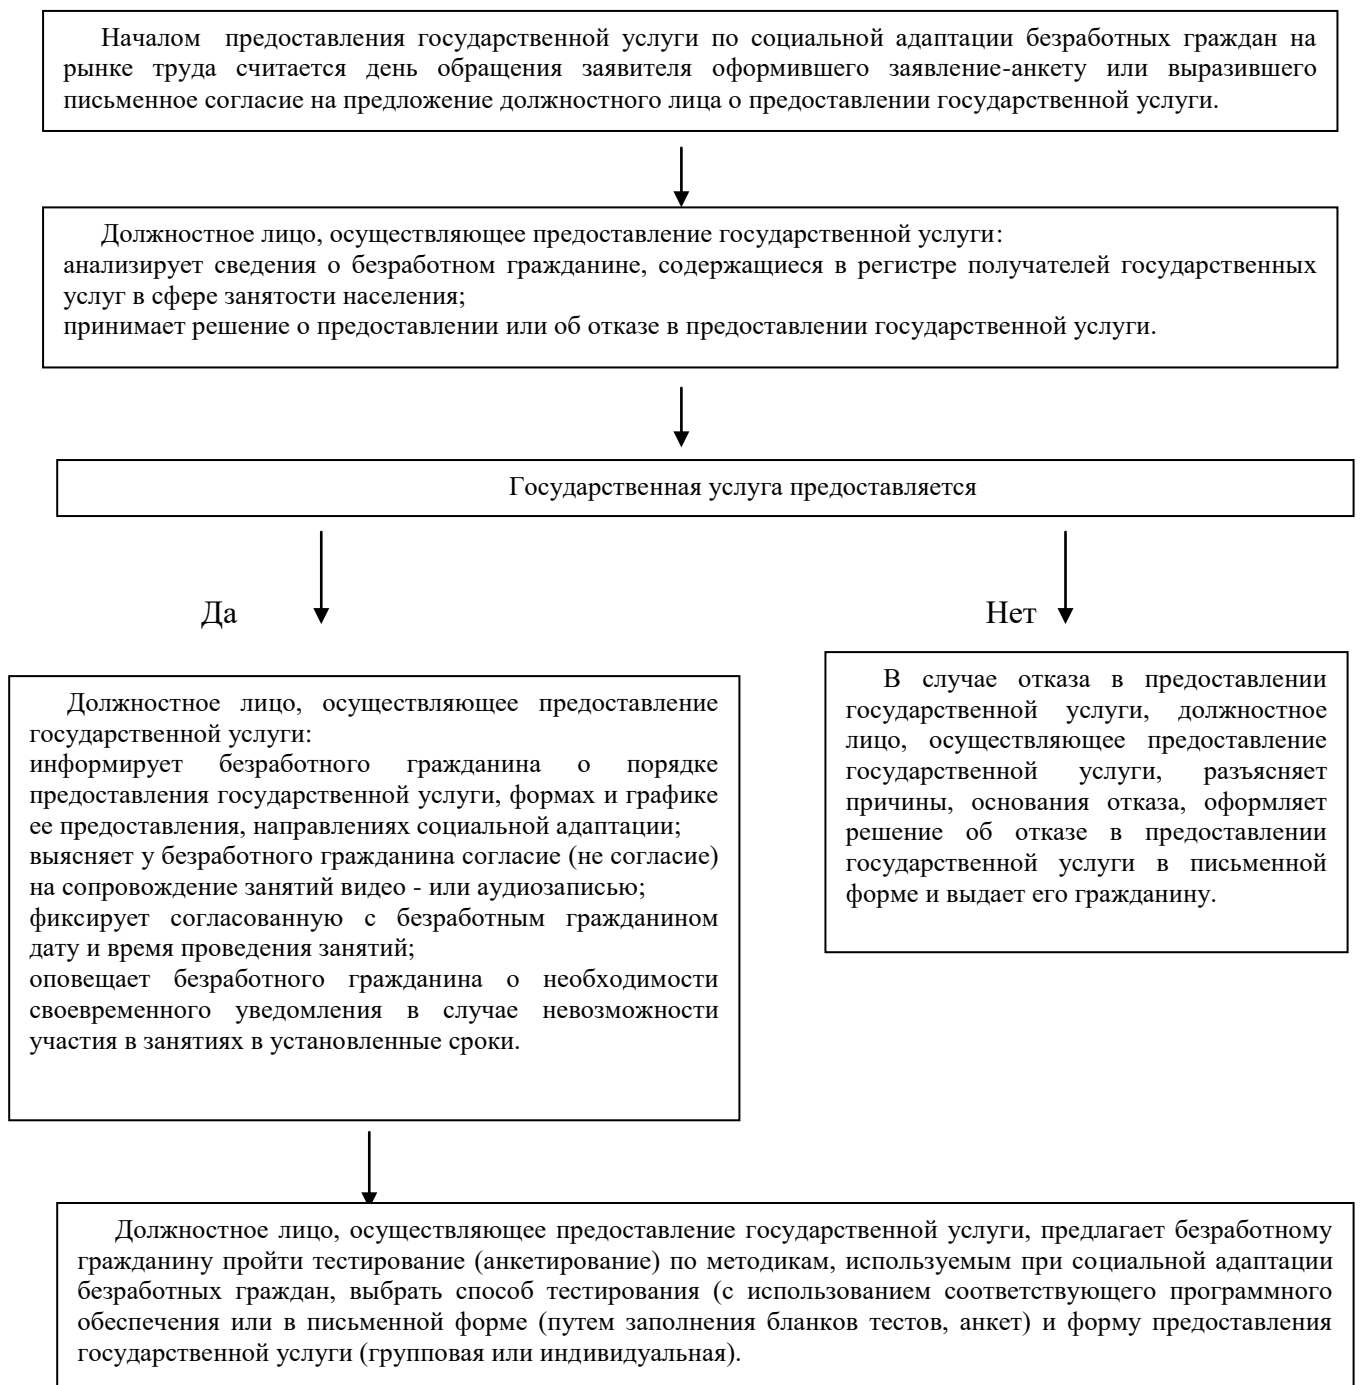 Началом предоставления государственной услуги по социальной адаптации безработных граждан на
рынке труда считается день обращения заявителя оформившего заявление-анкету или выразившего
письменное согласие на предложение должностного лица о предоставлении государственной услуги.
Должностное лицо, осуществляющее предоставление государственной услуги:
анализирует сведения о безработном гражданине, содержащиеся в регистре получателей государственных
услуг в сфере занятости населения;
принимает решение о предоставлении или об отказе в предоставлении государственной услуги.
Государственная услуга предоставляется
Да
Нет
Должностное лицо, осуществляющее предоставление
государственной услуги:
информирует безработного гражданина о порядке
предоставления государственной услуги, формах и графике
ее предоставления, направлениях социальной адаптации;
выясняет у безработного гражданина согласие (не согласие)
на сопровождение занятий видео - или аудиозаписью;
фиксирует согласованную с безработным гражданином
дату и время проведения занятий;
оповещает безработного гражданина о необходимости
своевременного уведомления в случае невозможности
участия в занятиях в установленные сроки.
В случае отказа в предоставлении
государственной услуги, должностное
лицо, осуществляющее предоставление
государственной услуги, разъясняет
причины, основания отказа, оформляет
решение об отказе в предоставлении
государственной услуги в письменной
форме и выдает его гражданину.
Должностное лицо, осуществляющее предоставление государственной услуги, предлагает безработному
гражданину пройти тестирование (анкетирование) по методикам, используемым при социальной адаптации
безработных граждан, выбрать способ тестирования (с использованием соответствующего программного
обеспечения или в письменной форме (путем заполнения бланков тестов, анкет) и форму предоставления
государственной услуги (групповая или индивидуальная).